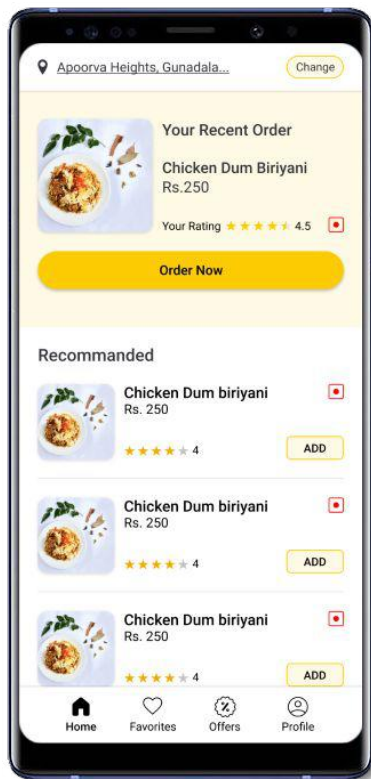 Apoorva Heights, Gunadala...
Change
Your Recent Order
Chicken Dum Biriyani
Rs.250
Your Rating 4.5
Order Now
Recommanded
Chicken Dum biriyani
Rs. 250
4
ADD
Chicken Dum biriyani
Rs. 250
4
ADD
Chicken Dum biriyani
Rs. 250
4
ADD
Home
Favorites
Offers
Profile